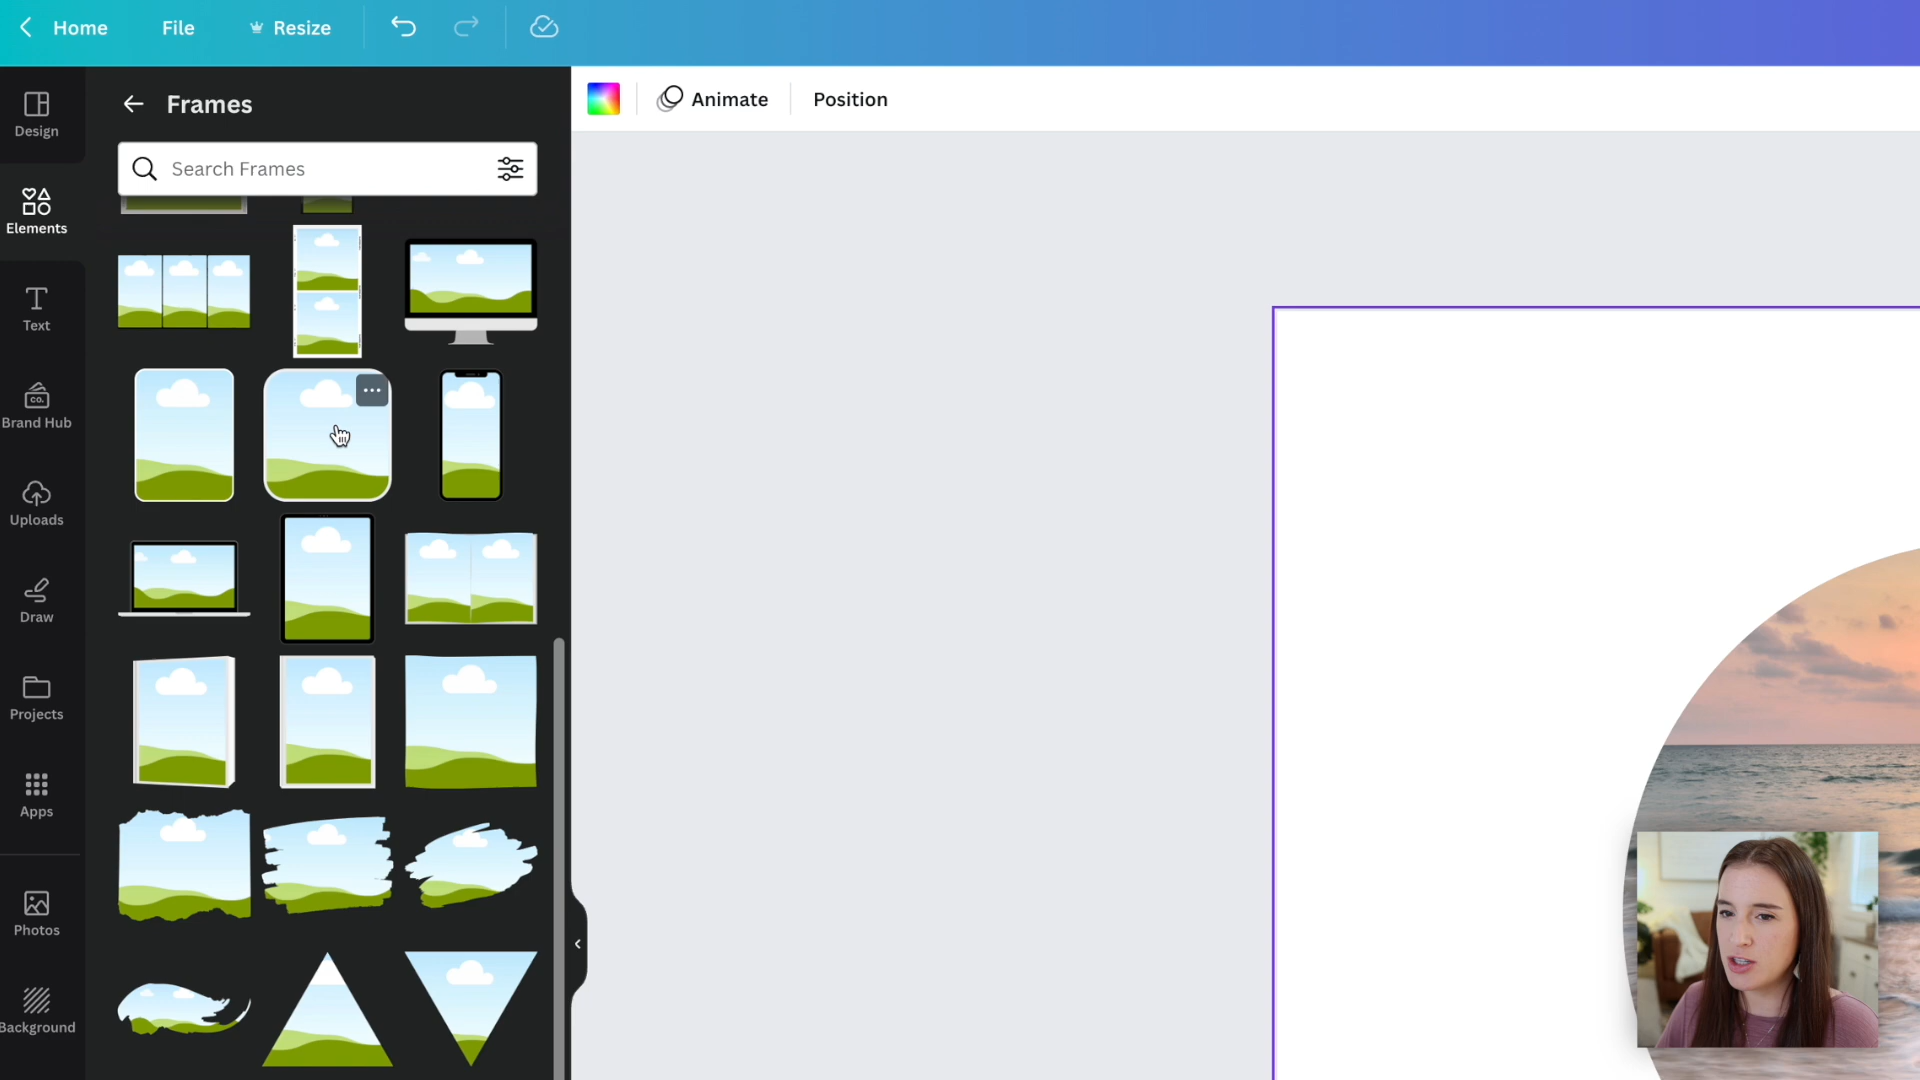 Home
File
Resize
Design
Elements
Text
CO.
Brand Hub
Uploads
Draw
Projects
Apps
Photos
Background
Frames
Search Frames
Animate
Position